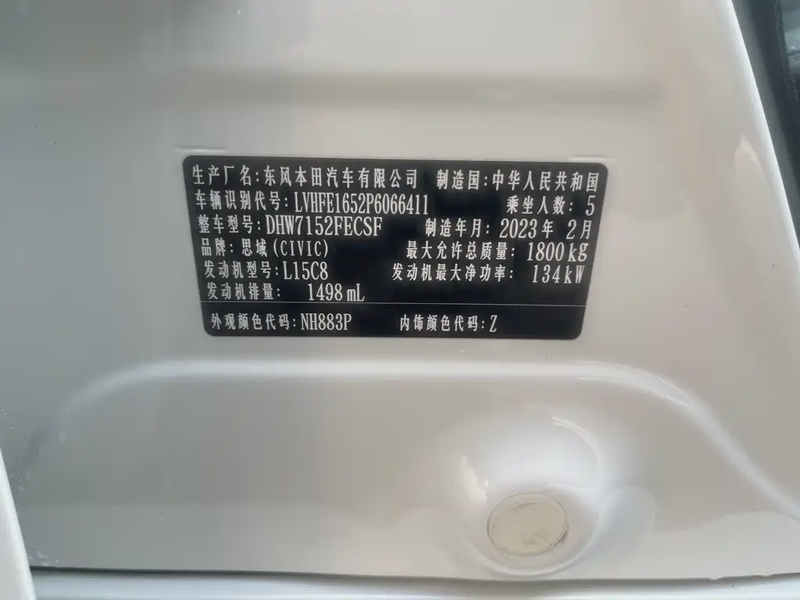 生产厂名:东风本田汽车有限公司 制造国:中华人民共和国
车辆识别代号:LVHFE1652P6066411 乘坐人数:5
整车型号:DHW7152FECSF 制造年月:2023年2月
品牌:思域(CIVIC) 最大允许总质量:1800kg
发动机型号:L15C8 发动机最大净功率:134kW
发动机排量:1498mL
外观颜色代码:NH883P 内饰颜色代码:Z